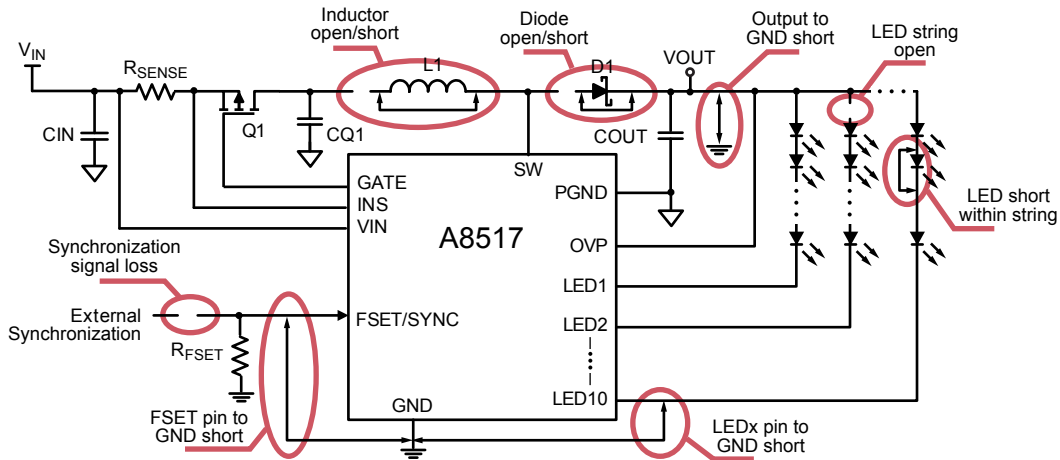 Inductor
open/short
Diode
open/short
Output to
GND short
LED string
open
VIN
RSENSE
L1
D1
VOUT
CIN
Q1
CQ1
COUT
SW
GATE
INS
VIN
PGND
LED short
within string
A8517
OVP
Synchronization
signal loss
LED1
External
Synchronization
FSET/SYNC
LED2
RFSET
LED10
FSET pin to
GND short
GND
LEDx pin to
GND short